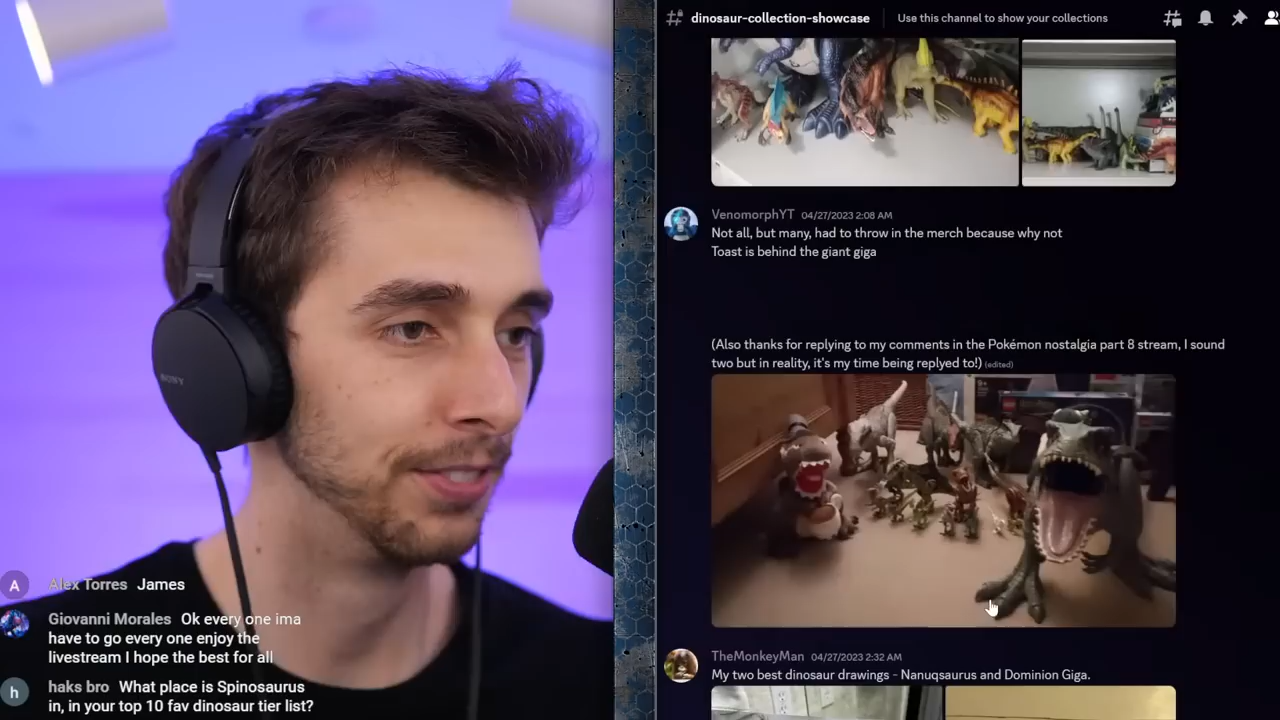 dinosaur-collection-showcase
Use this channel to show your collections
VenomorphYT 04/27/2023 2:08 AM
Not all, but many, had to throw in the merch because why not
Toast is behind the giant giga
(Also thanks for replying to my comments in the Pokémon nostalgia part 8 stream, I sound
two but in reality, it's my time being replyed to!) (edited)
TheMonkeyMan 04/27/2023 2:32 AM
My two best dinosaur drawings - Nanuqsaurus and Dominion Giga.
SONY
A
Alex Torres James
Giovanni Morales Ok every one ima
have to go every one enjoy the
livestream I hope the best for all
h
haks bro What place is Spinosaurus
in, in your top 10 fav dinosaur tier list?